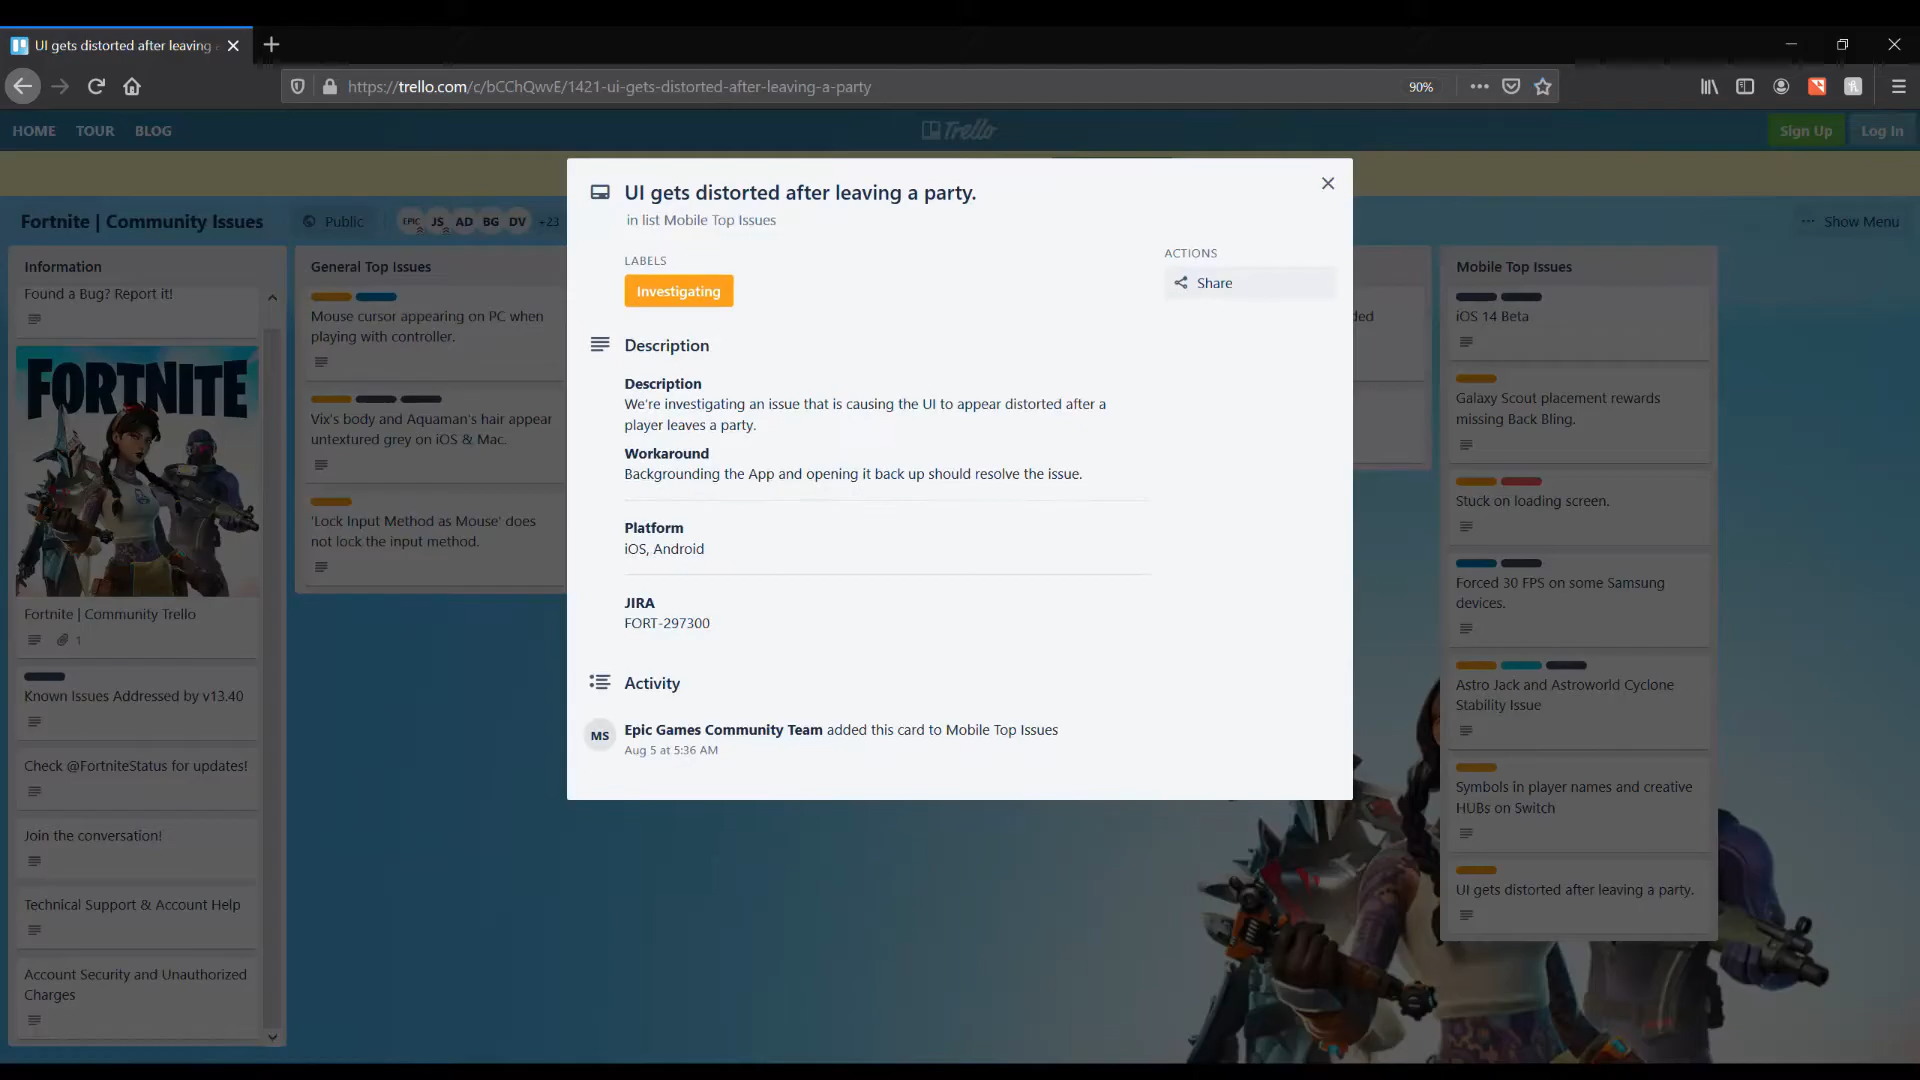 UI gets distorted after leaving
https://trello.com/c/bCChQwvE/1421-ui-gets-distorted-after-leaving-a-party
90%
HOME TOUR BLOG
Trello
Sign Up
Log In
Fortnite | Community Issues
Public
EPIC JS AD BG DV +23
Show Menu
Information
Found a Bug? Report it!
FORTNITE
Fortnite | Community Trello
1
Known Issues Addressed by v13.40
Check @FortniteStatus for updates!
Join the conversation!
Technical Support & Account Help
Account Security and Unauthorized
Charges
General Top Issues
Mouse cursor appearing on PC when
playing with controller.
Vix's body and Aquaman's hair appear
untextured grey on iOS & Mac.
'Lock Input Method as Mouse' does
not lock the input method.
UI gets distorted after leaving a party.
in list Mobile Top Issues
LABELS
Investigating
ACTIONS
Share
Description
Description
We're investigating an issue that is causing the UI to appear distorted after a
player leaves a party.
Workaround
Backgrounding the App and opening it back up should resolve the issue.
Platform
iOS, Android
JIRA
FORT-297300
Activity
MS
Epic Games Community Team added this card to Mobile Top Issues
Aug 5 at 5:36 AM
ded
Mobile Top Issues
iOS 14 Beta
Galaxy Scout placement rewards
missing Back Bling.
Stuck on loading screen.
Forced 30 FPS on some Samsung
devices.
Astro Jack and Astroworld Cyclone
Stability Issue
Symbols in player names and creative
HUBs on Switch
UI gets distorted after leaving a party.